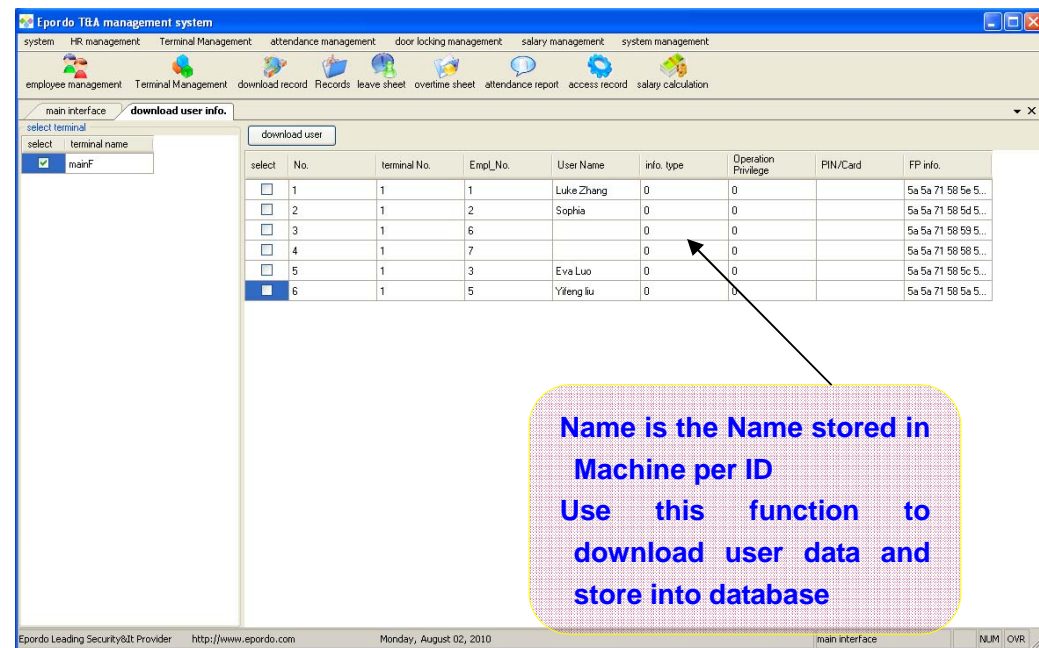 Epordo T&A management system
system HR management Terminal Management attendance management door locking management salary management system management
employee management Terminal Management download record Records leave sheet overtime sheet attendance report access record salary calculation
main interface download user info.
select terminal
select terminal name
mainF
download user
select No. terminal No. Empl_No. User Name info. type Operation Privilege PIN/Card FP info.
1 1 1 Luke Zhang 0 0 5a 5a 71 58 5e 5...
2 1 2 Sophia 0 0 5a 5a 71 58 5d 5...
3 1 6 0 0 5a 5a 71 58 59 5...
4 1 7 0 0 5a 5a 71 58 58 5...
5 1 3 Eva Luo 0 0 5a 5a 71 58 5c 5...
6 1 5 Yifeng liu 0 0 5a 5a 71 58 5a 5...
Name is the Name stored in
Machine per ID
Use this function to
download user data and
store into database
Epordo Leading Security&It Provider http://www.epordo.com Monday, August 02, 2010 main interface NUM OVR